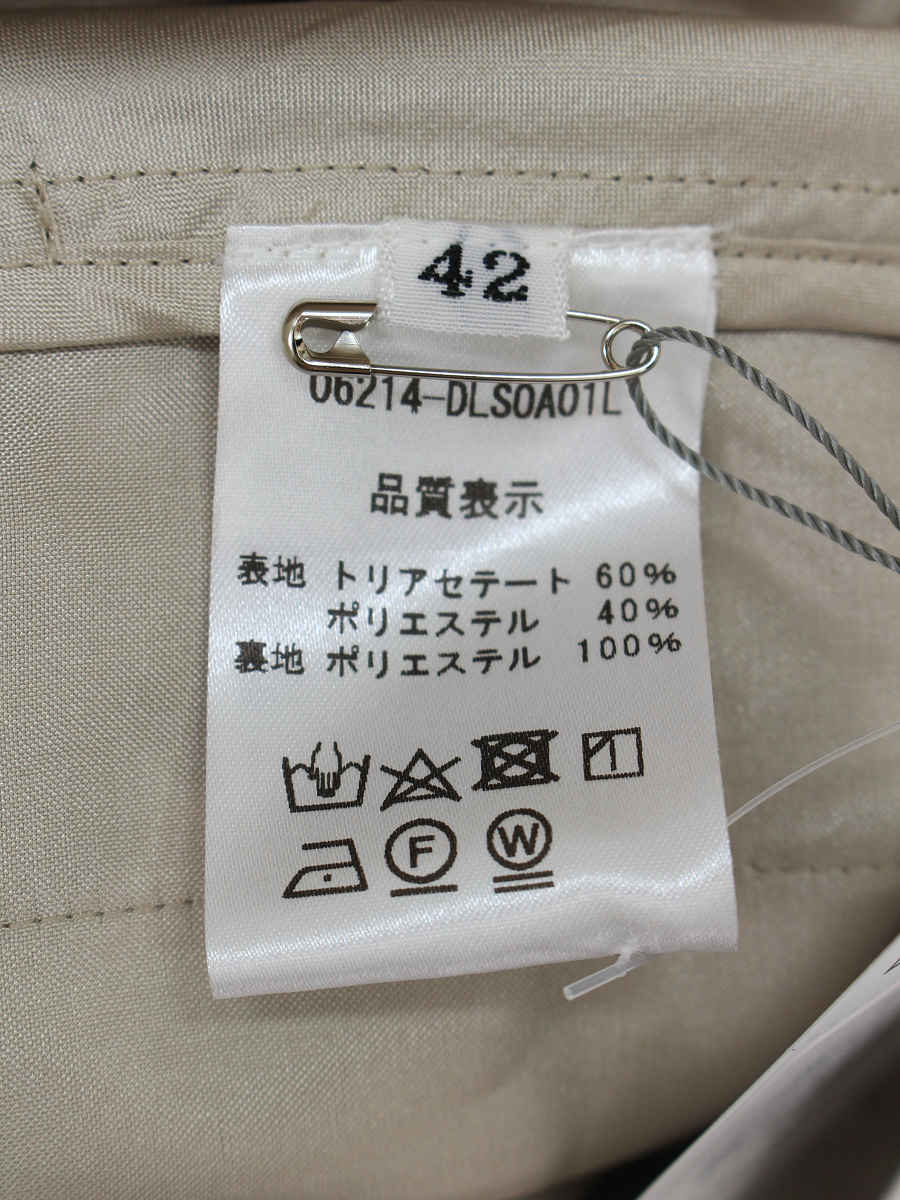 42
06214-DLS0A01L
品質表示
表地 トリアセテート 60%
ポリエステル 40%
裏地 ポリエステル 100%
F
W